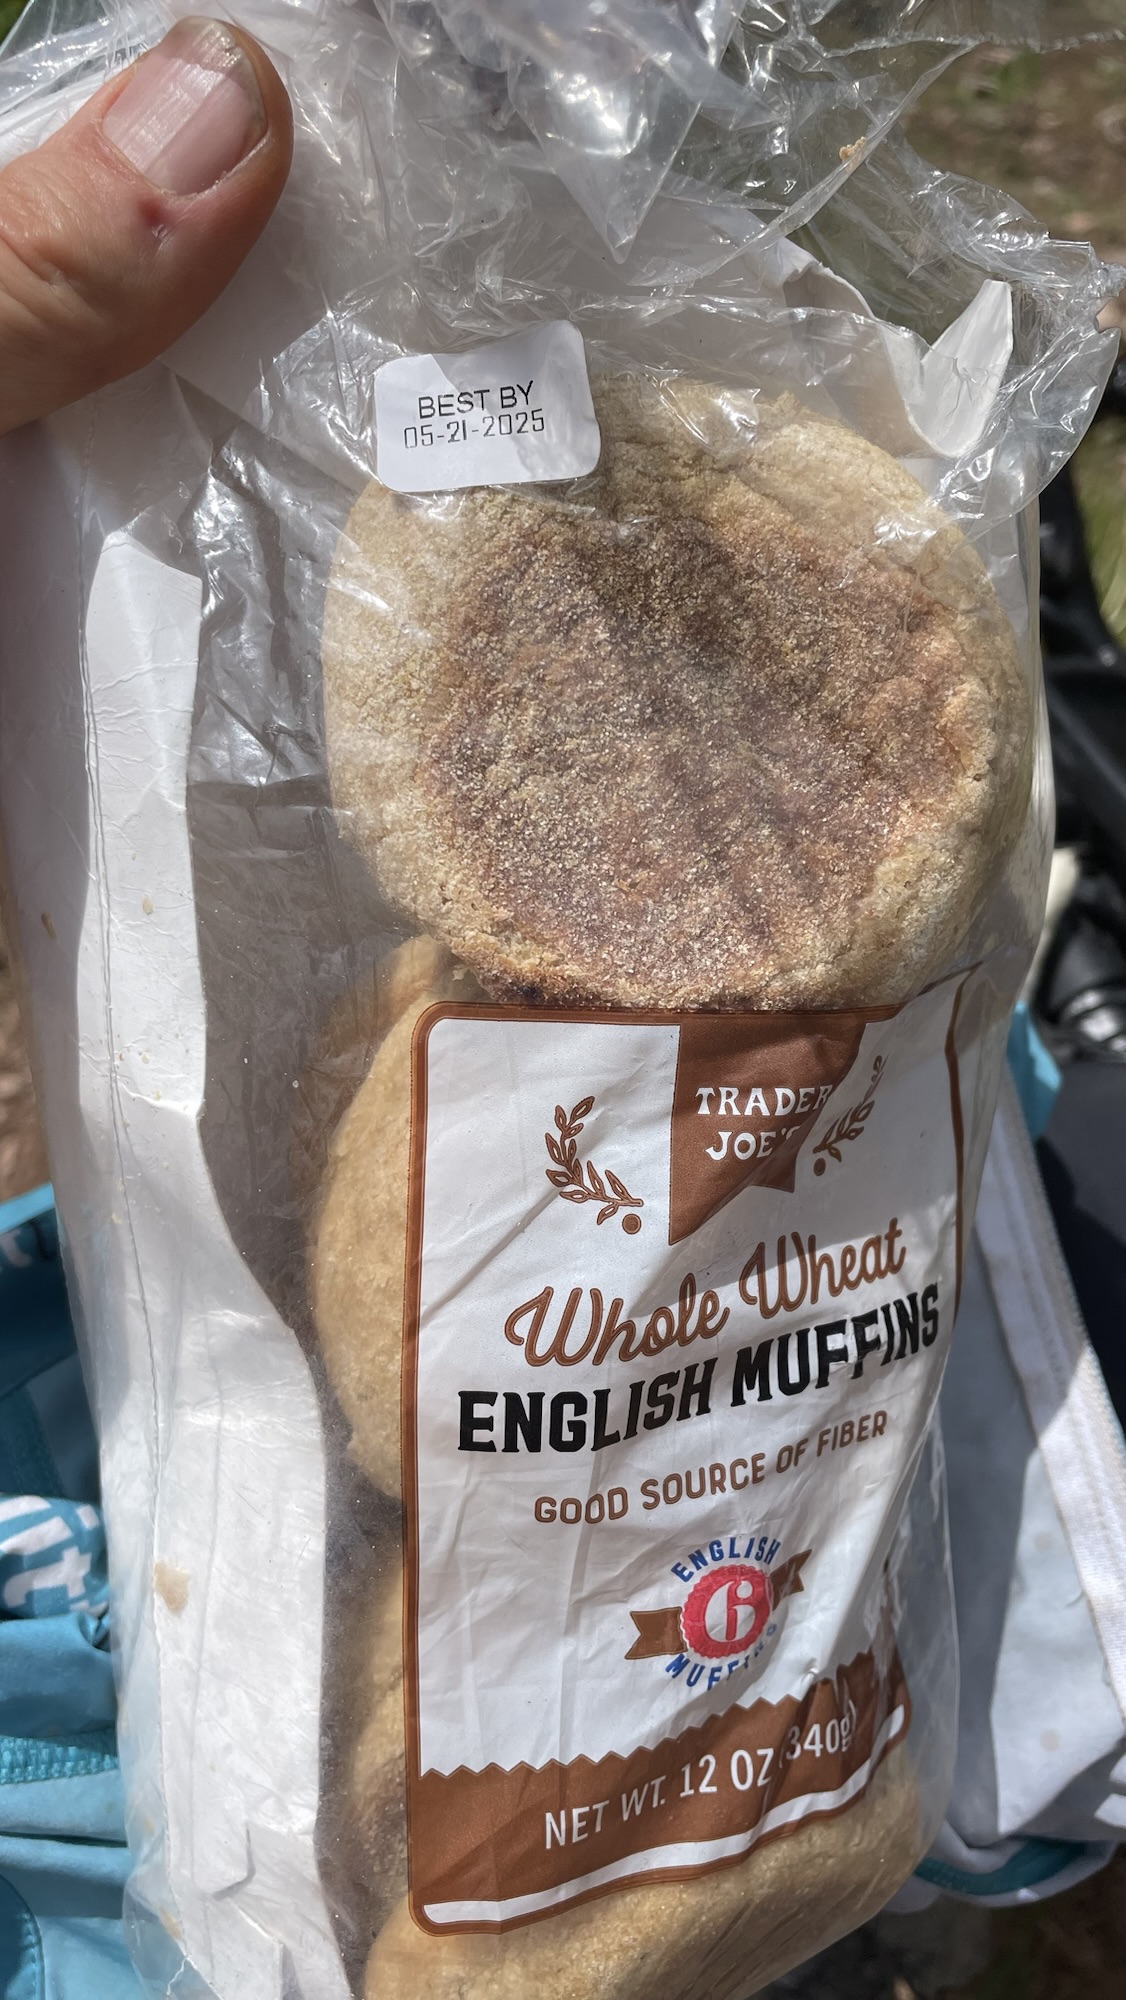 BEST BY
05-21-2025
TRADER
JOE'S
Whole Wheat
ENGLISH MUFFINS
GOOD SOURCE OF FIBER
ENGLISH
6
MUFFINS
NET WT. 12 OZ (340g)